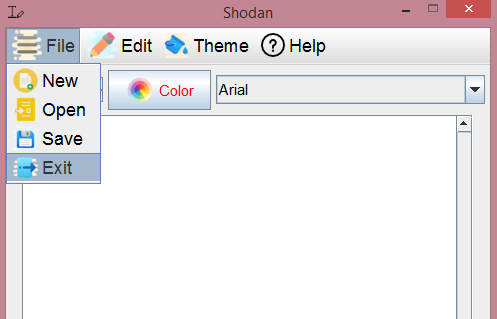 Shodan
File Edit Theme Help
New
Color Arial
Open
Save
Exit